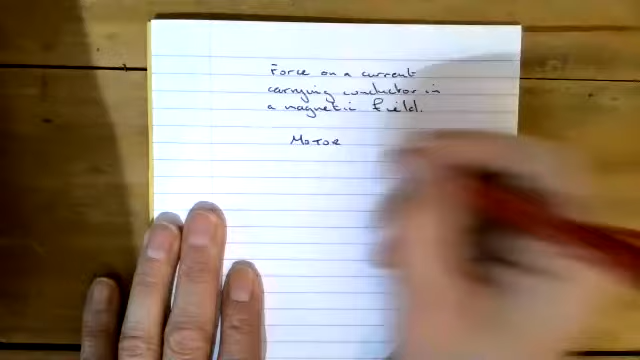 Force on a current
carrying conductor in
a magnetic field.
MOTOR